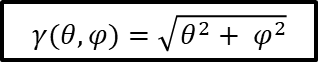 γ(θ,φ) = √θ² + φ²